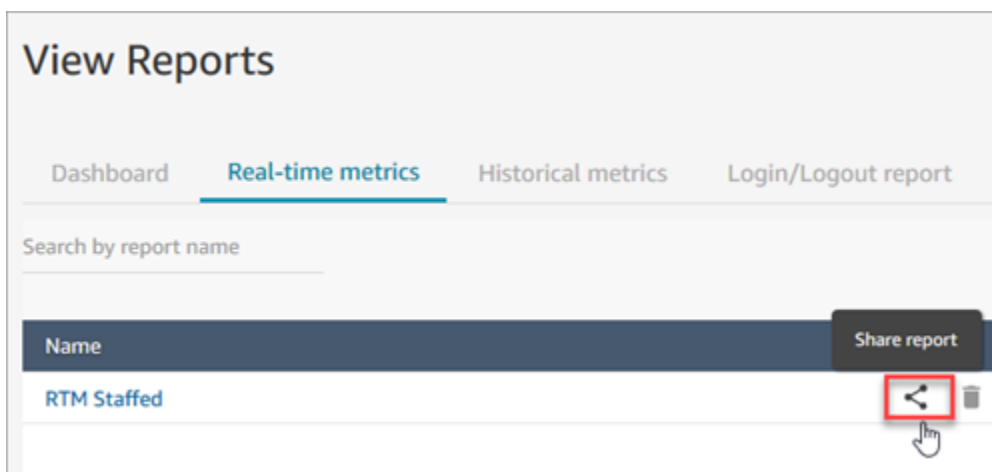 View Reports
Dashboard Real-time metrics Historical metrics Login/Logout report
Search by report name
Name
Share report
RTM Staffed